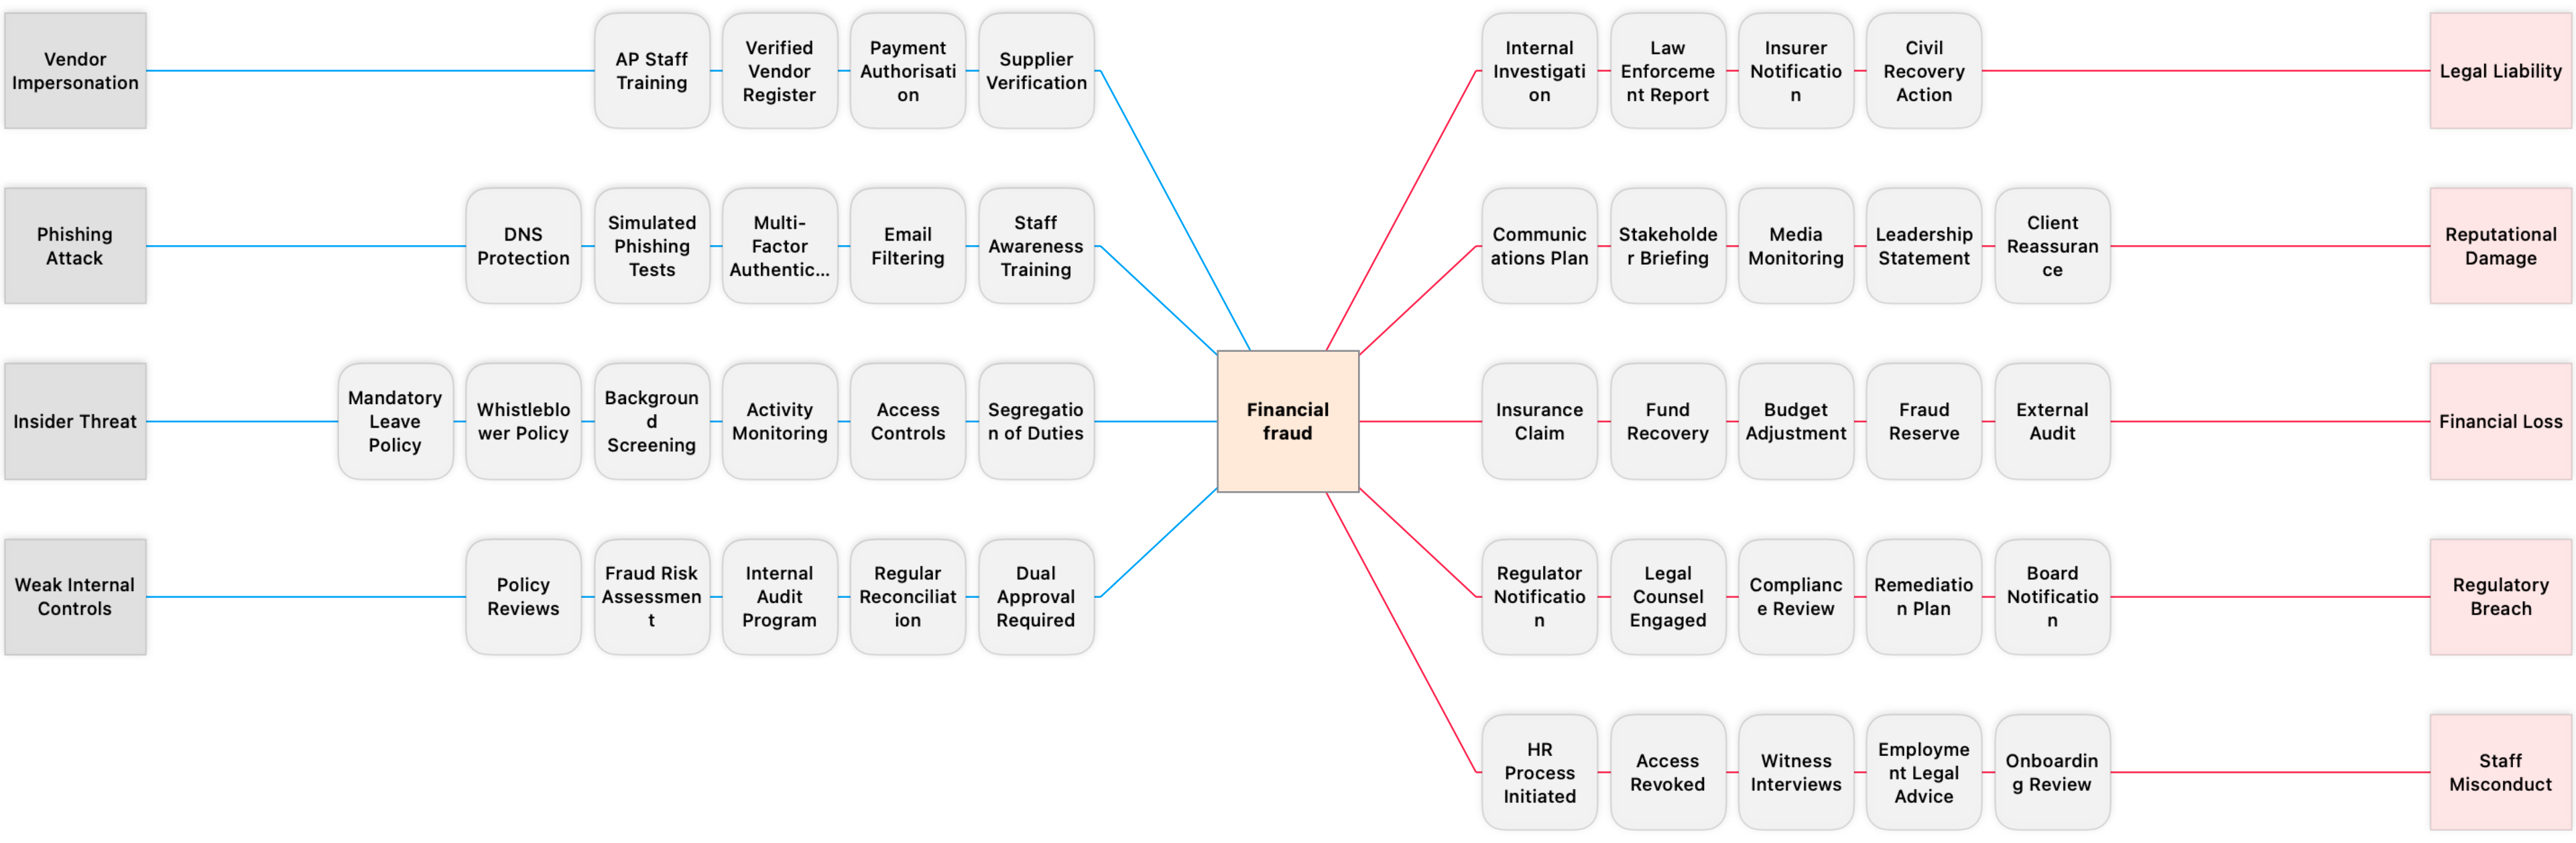 Vendor
Impersonation
AP Staff
Training
Verified
Vendor
Register
Payment
Authorisati
on
Supplier
Verification
Internal
Investigati
on
Law
Enforceme
nt Report
Insurer
Notificatio
n
Civil
Recovery
Action
Legal Liability
Phishing
Attack
DNS
Protection
Simulated
Phishing
Tests
Multi-
Factor
Authentic...
Email
Filtering
Staff
Awareness
Training
Communic
ations Plan
Stakeholde
r Briefing
Media
Monitoring
Leadership
Statement
Client
Reassuran
ce
Reputational
Damage
Insider Threat
Mandatory
Leave
Policy
Whistleblo
wer Policy
Backgroun
d
Screening
Activity
Monitoring
Access
Controls
Segregatio
n of Duties
Financial
fraud
Insurance
Claim
Fund
Recovery
Budget
Adjustment
Fraud
Reserve
External
Audit
Financial Loss
Weak Internal
Controls
Policy
Reviews
Fraud Risk
Assessmen
t
Internal
Audit
Program
Regular
Reconciliat
ion
Dual
Approval
Required
Regulator
Notificatio
n
Legal
Counsel
Engaged
Complianc
e Review
Remediatio
n Plan
Board
Notificatio
n
Regulatory
Breach
HR
Process
Initiated
Access
Revoked
Witness
Interviews
Employme
nt Legal
Advice
Onboardin
g Review
Staff
Misconduct